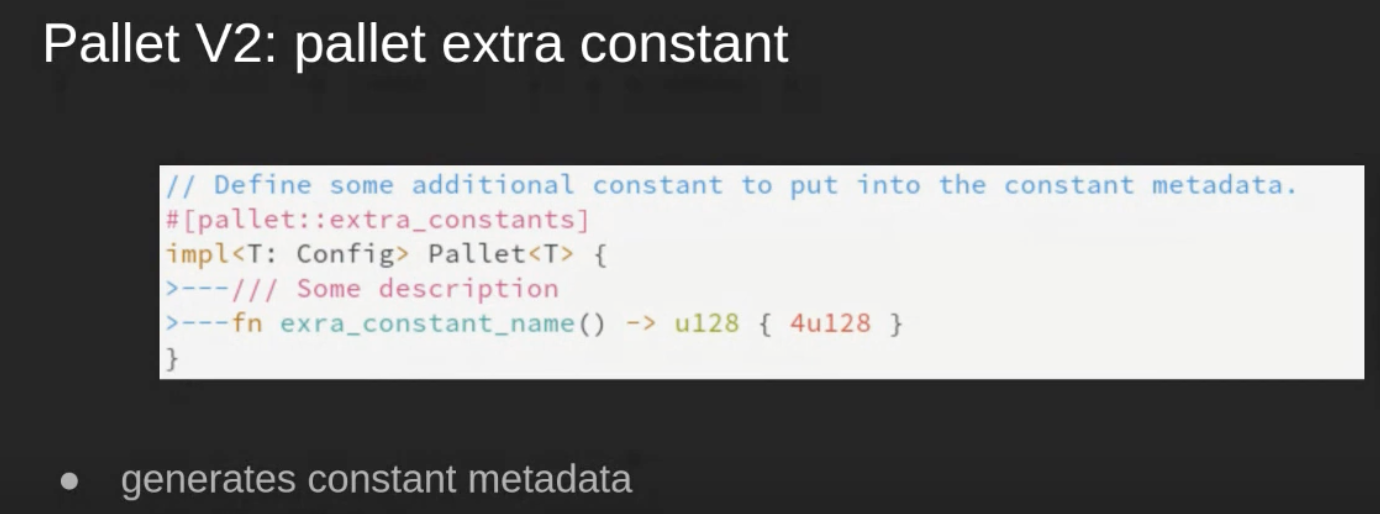 Pallet V2: pallet extra constant
// Define some additional constant to put into the constant metadata.
#[pallet::extra_constants]
impl<T: Config> Pallet<T> {
>---/// Some description
>---fn exra_constant_name() -> u128 { 4u128 }
}
● generates constant metadata